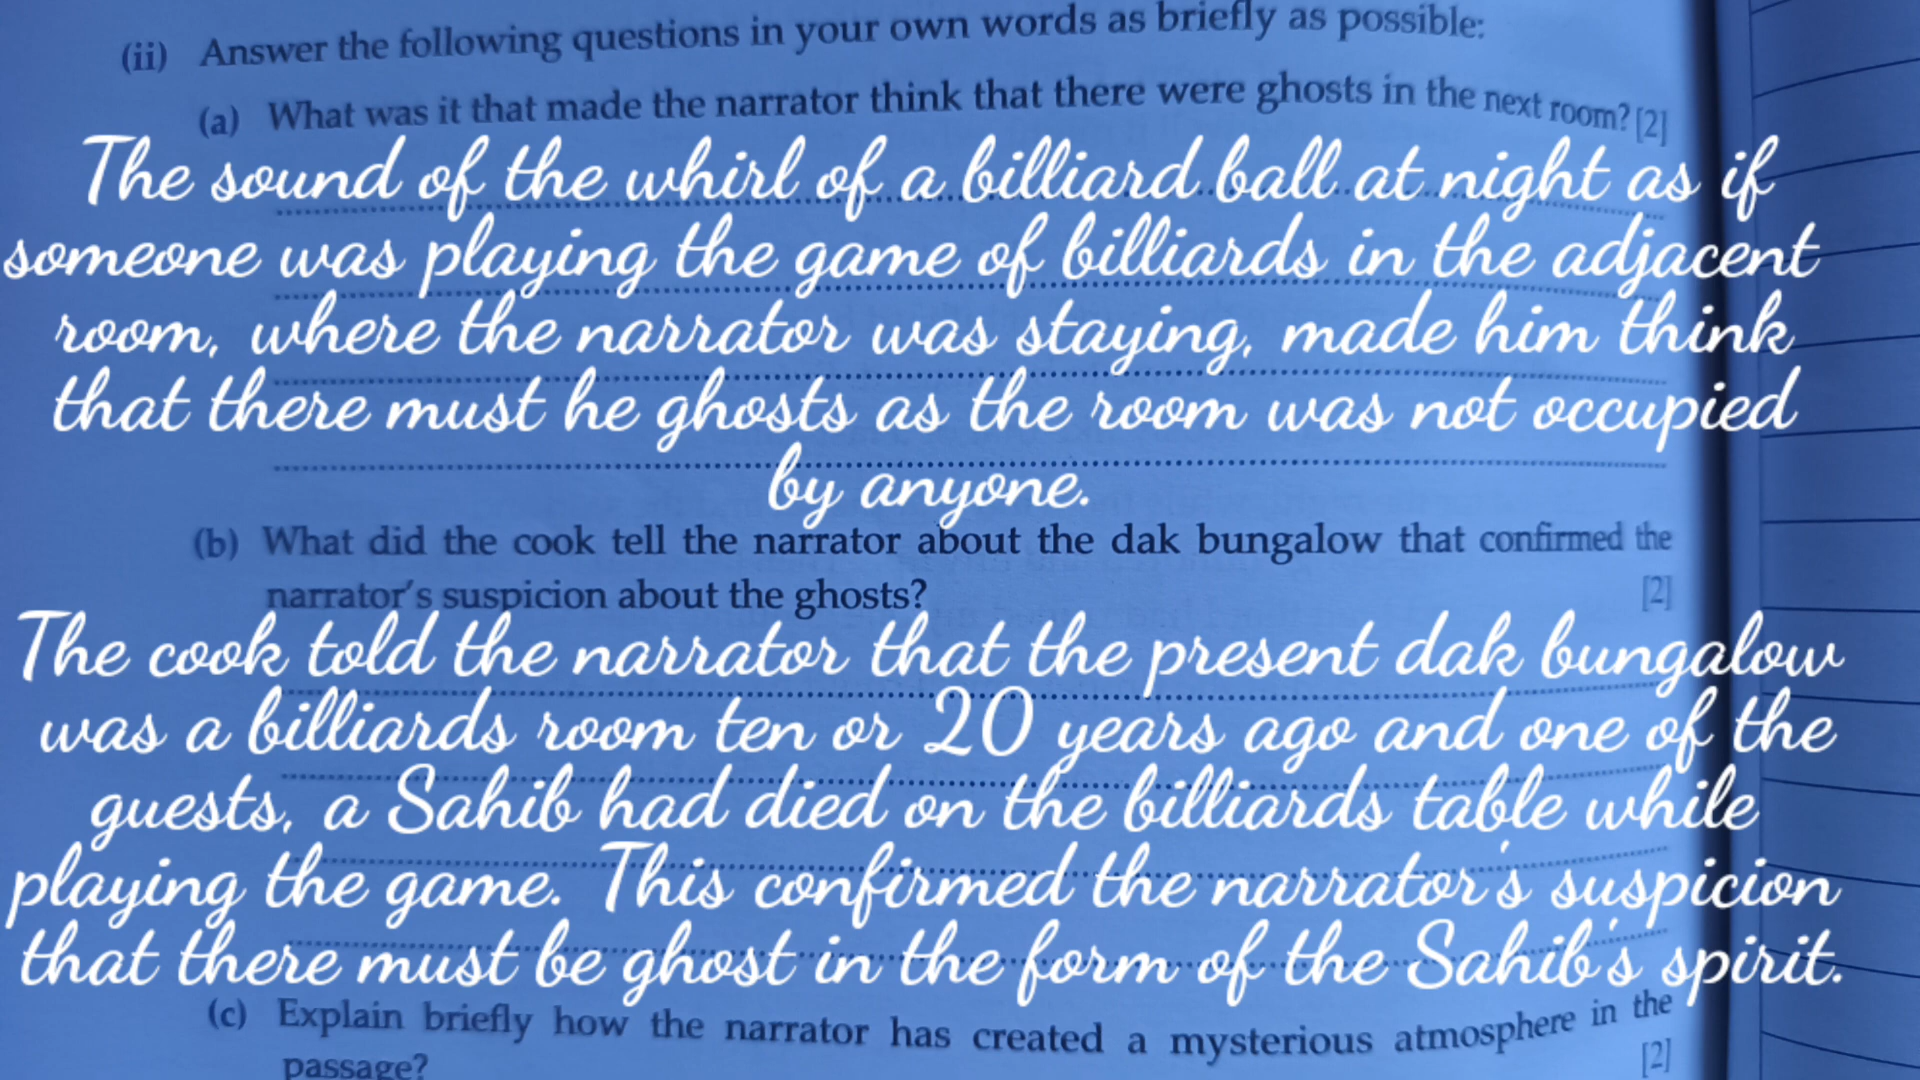 (ii) Answer the following questions in your own words as briefly as possible:
(a) What was it that made the narrator think that there were ghosts in the next room? [2]
The sound of the whirl of a billiard ball at night as if
someone was playing the game of billiards in the adjacent
room, where the narrator was staying, made him think
that there must he ghosts as the room was not occupied
by anyone.
(b) What did the cook tell the narrator about the dak bungalow that confirmed the
narrator's suspicion about the ghosts? [2]
The cook told the narrator that the present dak bungalow
was a billiards room ten or 20 years ago and one of the
guests, a Sahib had died on the billiards table while
playing the game. This confirmed the narrator's suspicion
that there must be ghost in the form of the Sahib's spirit.
(c) Explain briefly how the narrator has created a mysterious atmosphere in the
passage? [2]